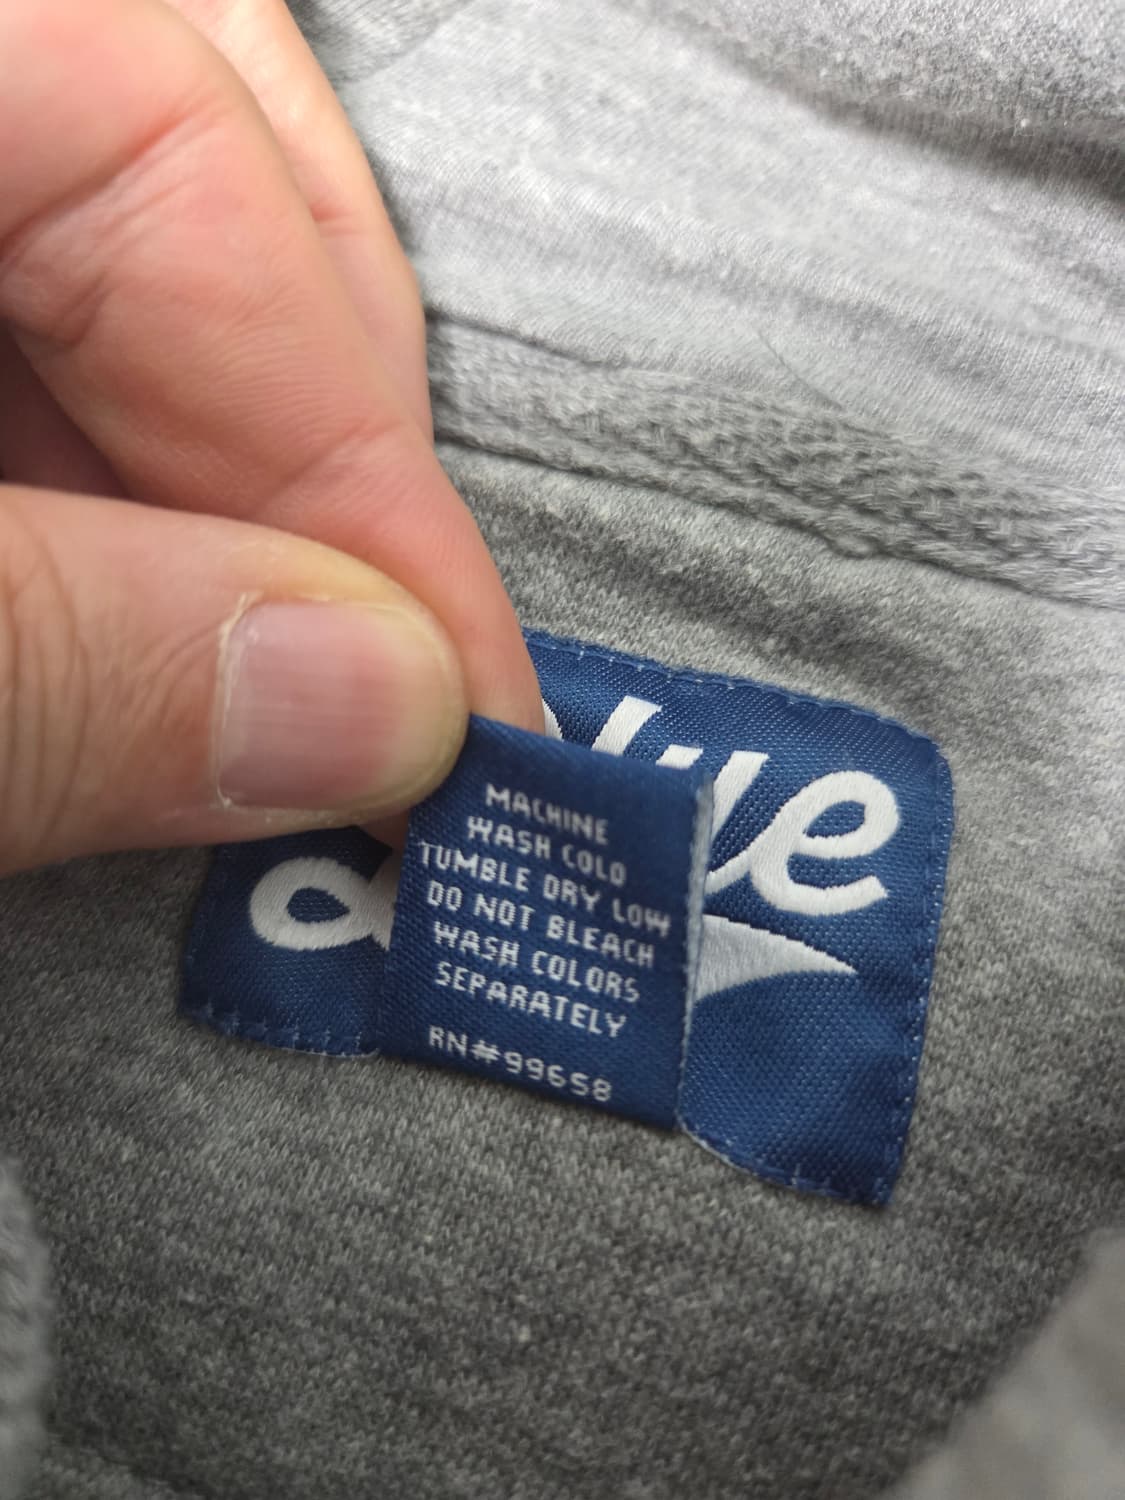 MACHINE
WASH COLD
TUMBLE DRY LOW
DO NOT BLEACH
WASH COLORS
SEPARATELY
RN#99658